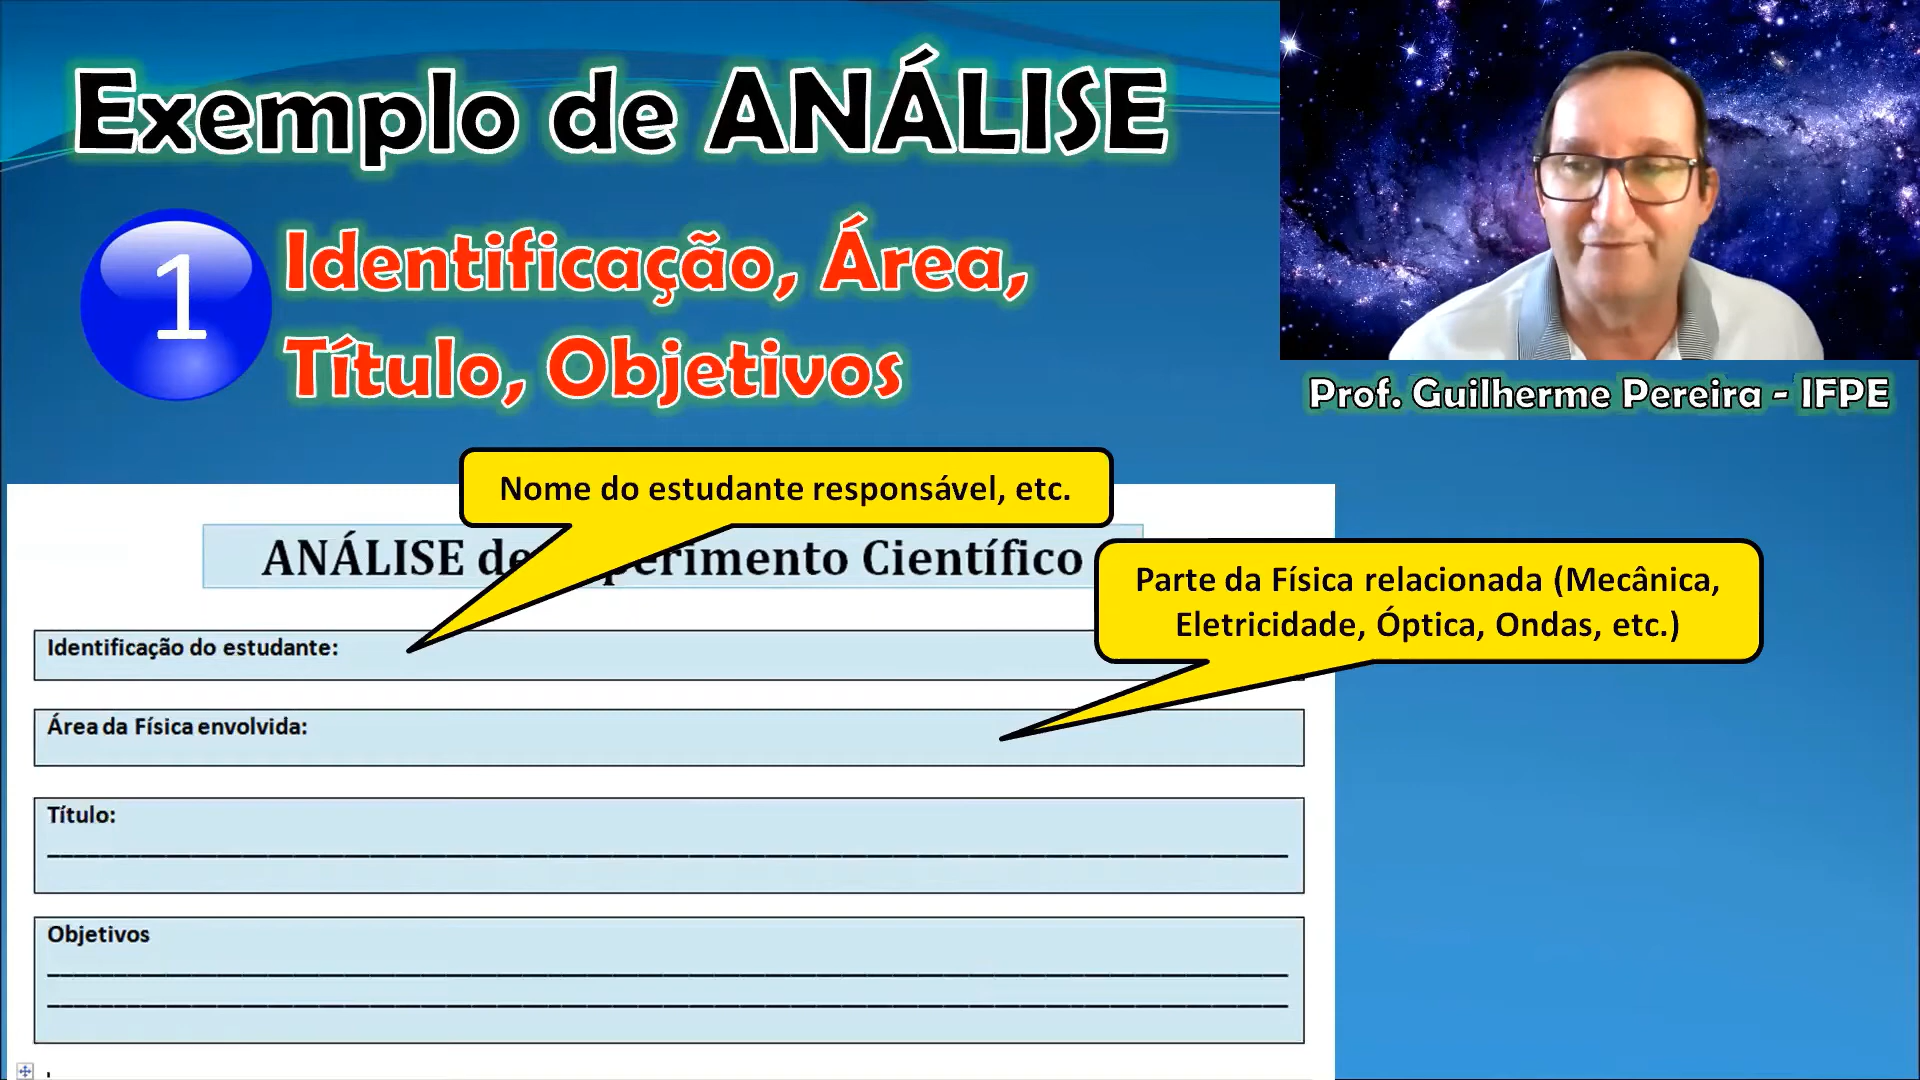 Exemplo de ANÁLISE
1
Identificação, Área,
Título, Objetivos
Prof. Guilherme Pereira - IFPE
Nome do estudante responsável, etc.
ANÁLISE de perimento Científico
Parte da Física relacionada (Mecânica,
Eletricidade, Óptica, Ondas, etc.)
Identificação do estudante:
Área da Física envolvida:
Título:
Objetivos